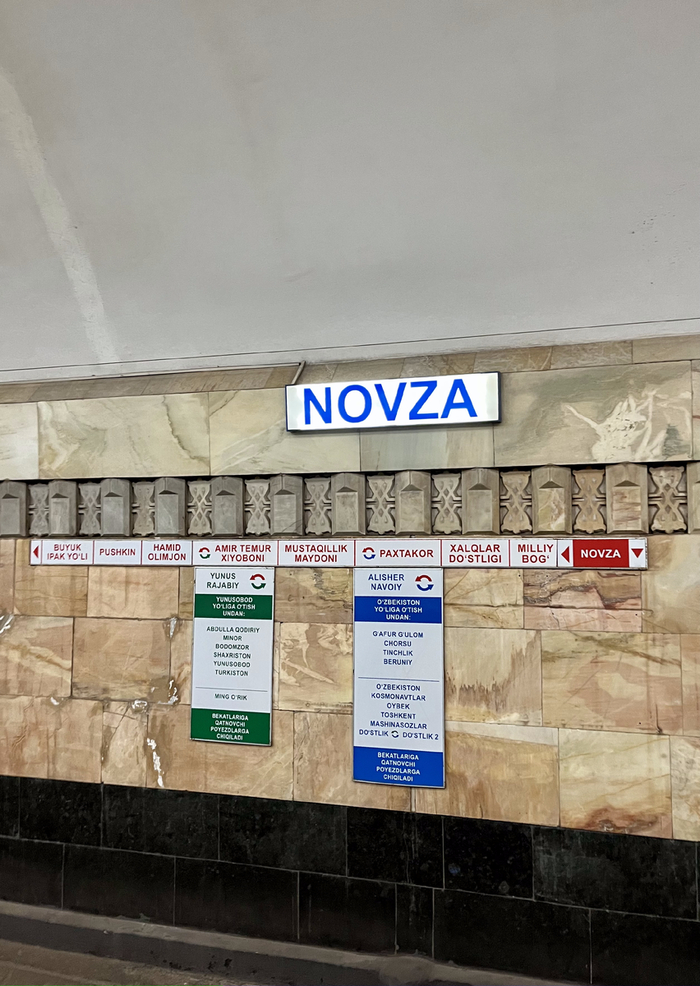 NOVZA
BUYUK
IPAK YO'LI
PUSHKIN
HAMID
OLIMJON
AMIR TEMUR
XIYOBONI
MUSTAQILLIK
MAYDONI
PAXTAKOR
XALQLAR
DO'STLIGI
MILLIY
BOG'
NOVZA
YUNUS
RAJABIY
YUNUSOBOD
YO'LIGA O'TISH
UNDAN:
ABDULLA QODIRIY
MINOR
BODOMZOR
SHAXRISTON
YUNUSOBOD
TURKISTON
MING O'RIK
BEKATLARIGA
QATNOVCHI
POYEZDLARGA
CHIQILADI
ALISHER
NAVOIY
O'ZBEKISTON
YO'LIGA O'TISH
UNDAN:
G'AFUR G'ULOM
CHORSU
TINCHLIK
BERUNIY
O'ZBEKISTON
KOSMONAVTLAR
OYBEK
TOSHKENT
MASHINASOZLAR
DO'STLIK DO'STLIK 2
BEKATLARIGA
QATNOVCHI
POYEZDLARGA
CHIQILADI